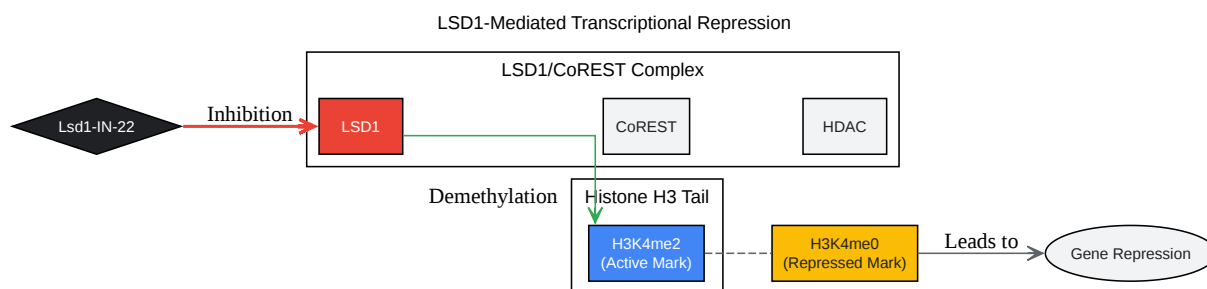 LSD1-Mediated Transcriptional Repression
LSD1/CoREST Complex
Lsd1-IN-22
Inhibition
LSD1
CoREST
HDAC
Demethylation
Histone H3 Tail
H3K4me2
(Active Mark)
H3K4me0
(Repressed Mark)
Leads to
Gene Repression